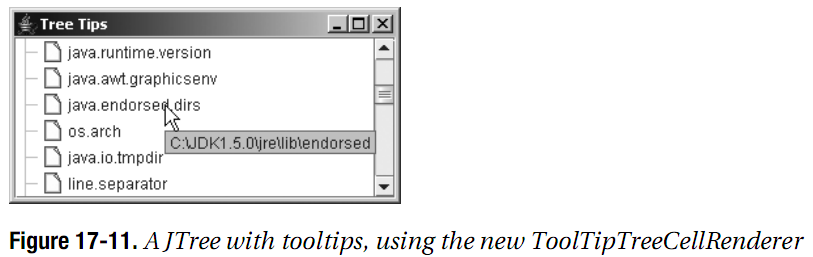 Tree Tips
java.runtime.version
java.awt.graphicsenv
java.endorsed.dirs
os.arch
C:\JDK1.5.0\jre\lib\endorsed
java.io.tmpdir
line.separator
Figure 17-11. A JTree with tooltips, using the new ToolTipTreeCellRenderer